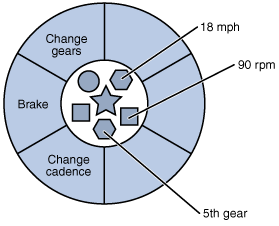 18 mph
Change
gears
90 rpm
Brake
Change
cadence
5th gear